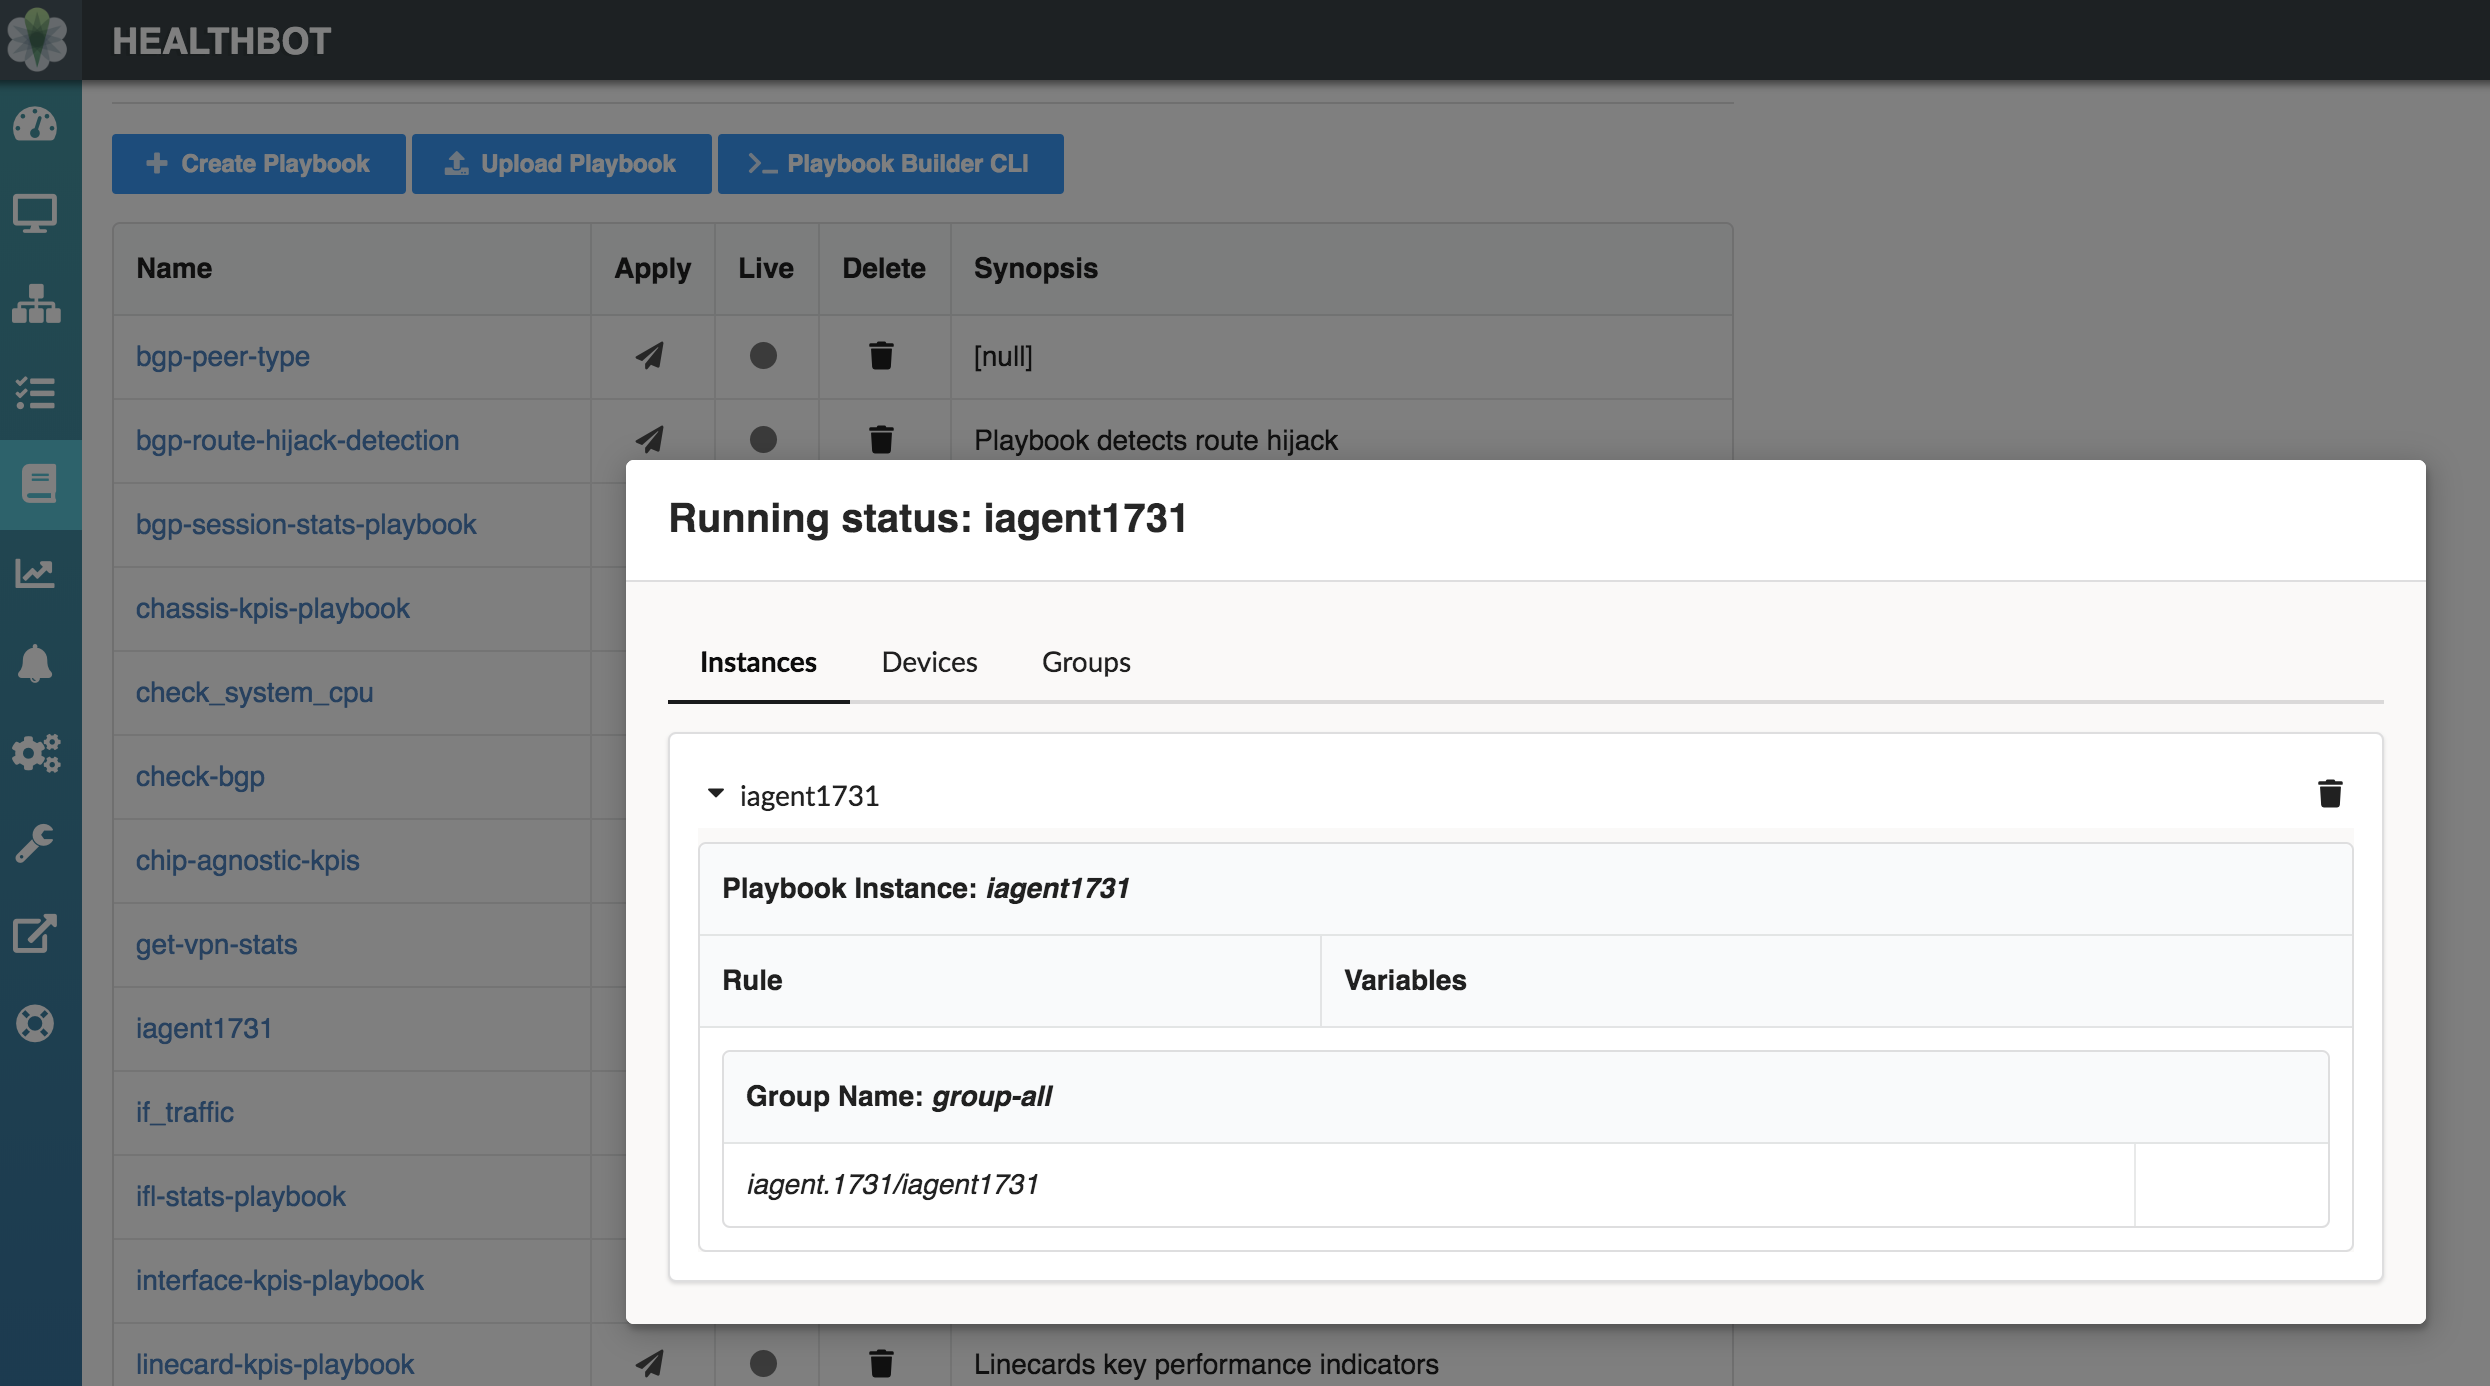 HEALTHBOT
Create Playbook Upload Playbook Playbook Builder CLI
Name Apply Live Delete Synopsis
bgp-peer-type [null]
bgp-route-hijack-detection Playbook detects route hijack
bgp-session-stats-playbook
chassis-kpis-playbook
check_system_cpu
check-bgp
chip-agnostic-kpis
get-vpn-stats
iagent1731
if_traffic
ifl-stats-playbook
interface-kpis-playbook
linecard-kpis-playbook Linecards key performance indicators
Running status: iagent1731
Instances Devices Groups
iagent1731
Playbook Instance: iagent1731
Rule Variables
Group Name: group-all
iagent.1731/iagent1731